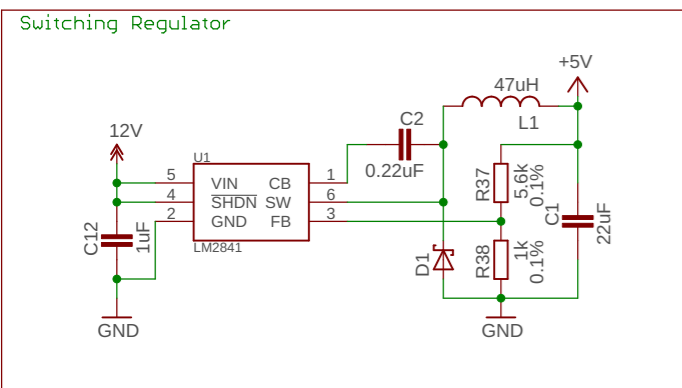 Switching Regulator
+5V
47uH
L1
12V
C2
0.22uF
U1
5 VIN CB 1
4 SHDN SW 6
2 GND FB 3
LM2841
C12
1uF
R37
5.6k
0.1%
C1
22uF
D1
R38
1k
0.1%
GND
GND